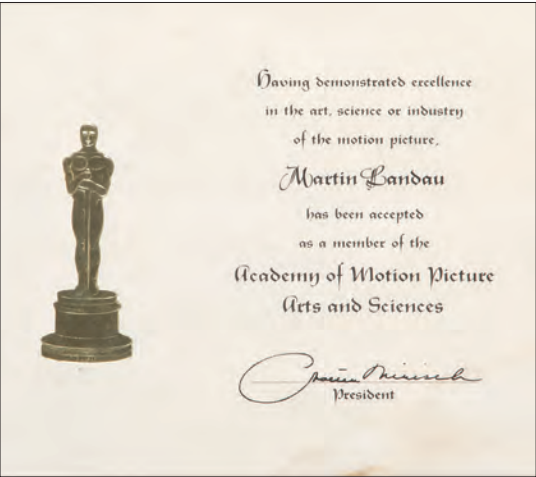 Having demonstrated excellence
in the art, science or industry
of the motion picture,
Martin Landau
has been accepted
as a member of the
Academy of Motion Picture
Arts and Sciences
President